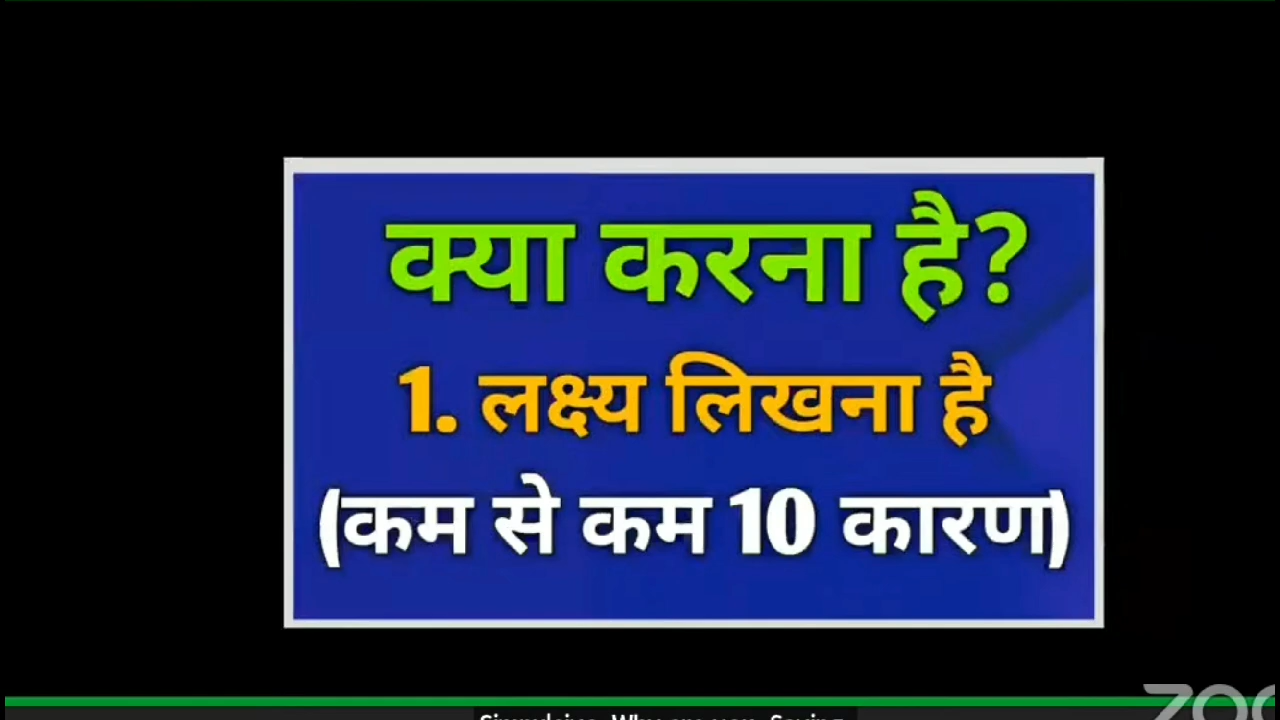 क्या करना है?
1. लक्ष्य लिखना है
(कम से कम 10 कारण)